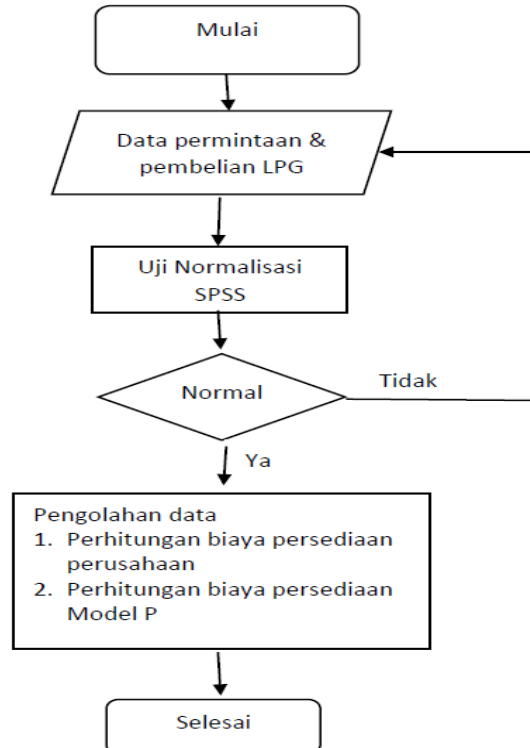 Mulai
Data permintaan &
pembelian LPG
Uji Normalisasi
SPSS
Normal
Tidak
Ya
Pengolahan data
1. Perhitungan biaya persediaan
perusahaan
2. Perhitungan biaya persediaan
Model P
Selesai